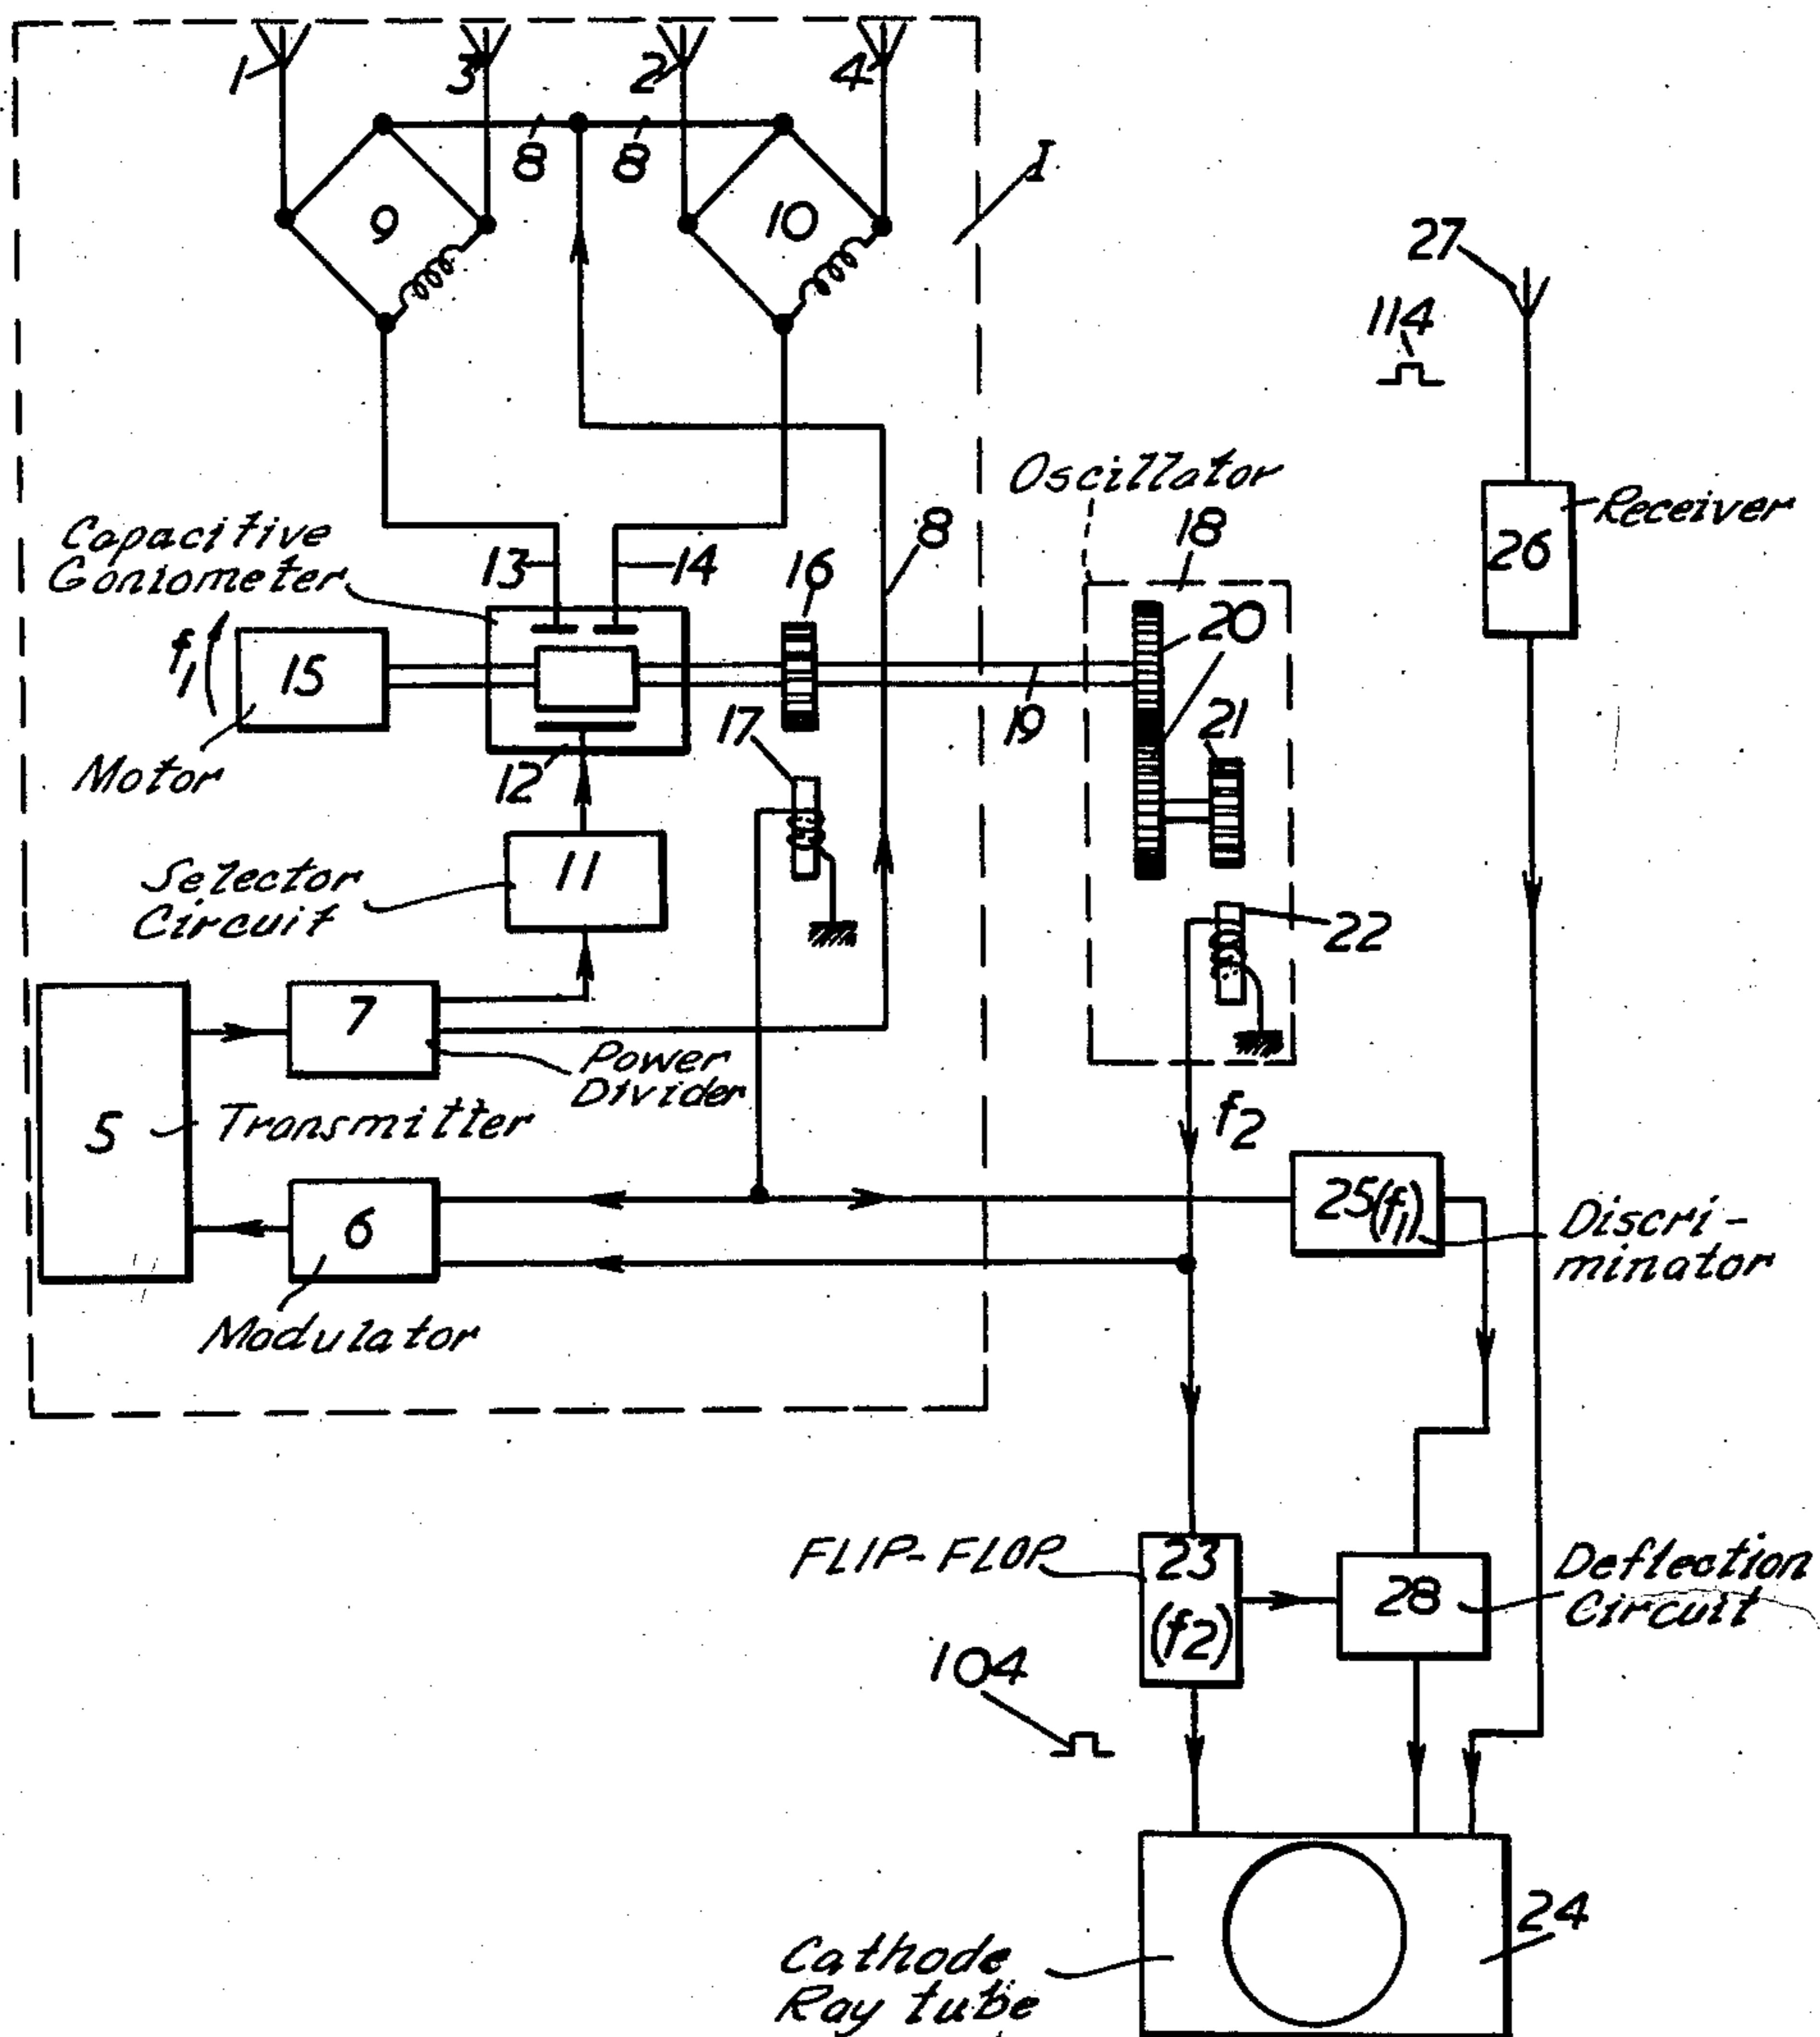 1
3
2
4
8
8
I
9
10
27
114
Oscillator
18
Receiver
26
Capacitive
Goniometer
13
14
16
8
20
f1
15
19
21
Motor
12
17
Selector
Circuit
11
22
7
Power
Divider
5
Transmitter
f2
6
25(f1)
Discri-
minator
Modulator
FLIP-FLOP
23
(f2)
28
Deflection
Circuit
104
24
Cathode
Ray tube